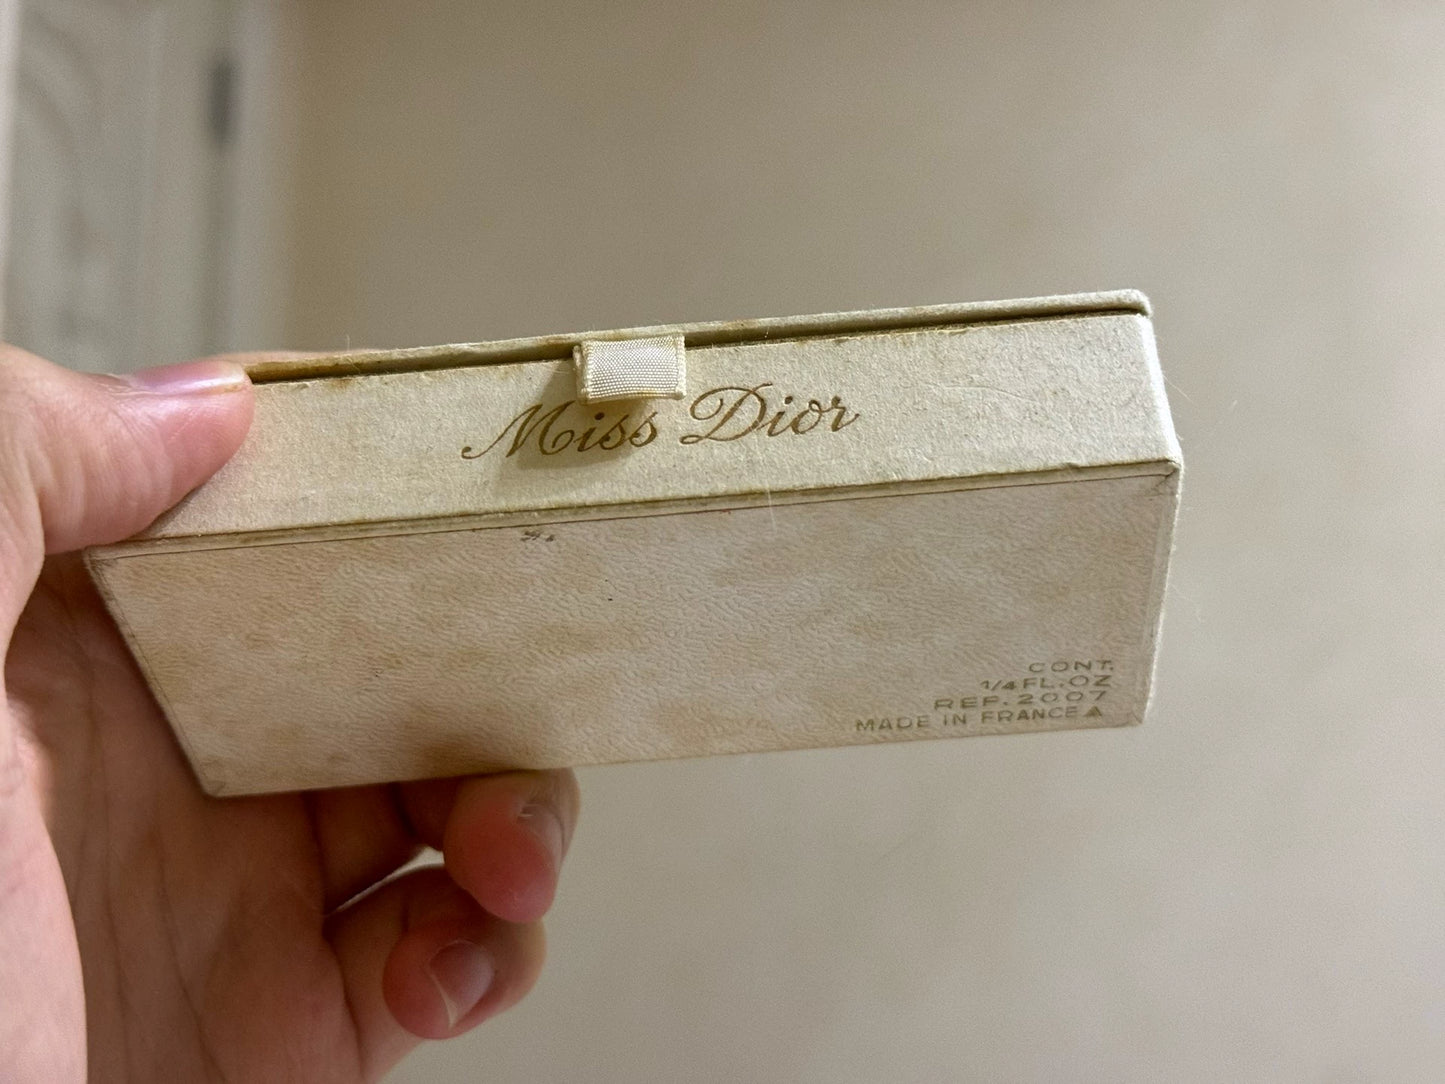 Miss Dior
CONT.
1/4 FL.OZ
REF. 2007
MADE IN FRANCE